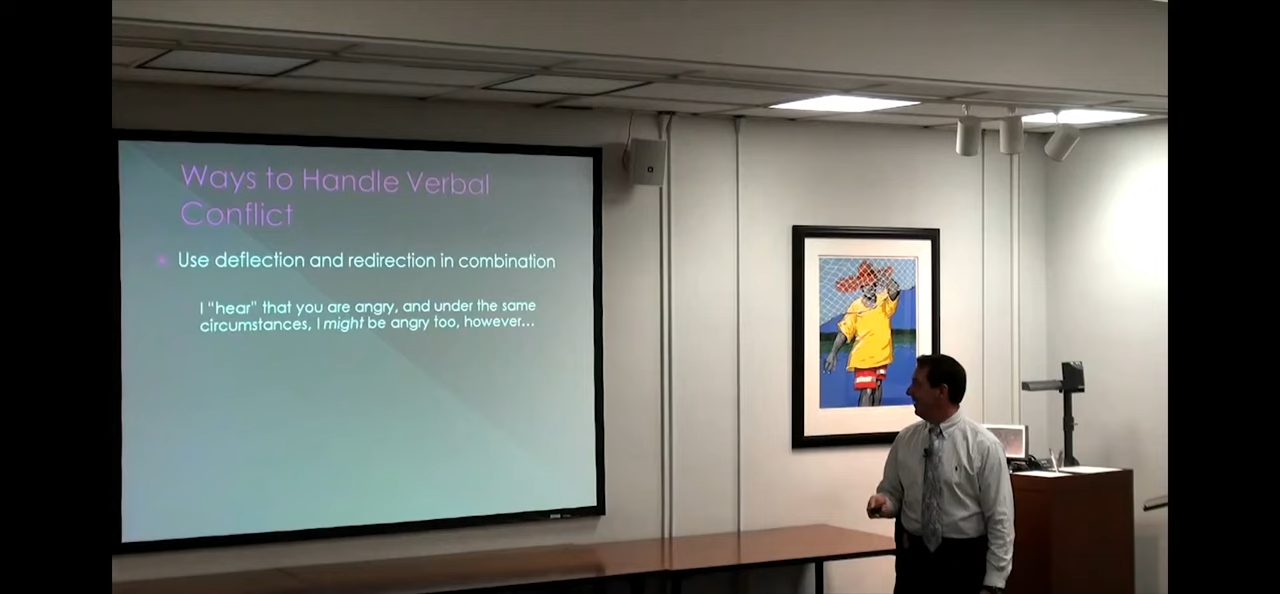 Ways to Handle Verbal
Conflict
Use deflection and redirection in combination
I "hear" that you are angry, and under the same
circumstances, I might be angry too, however...